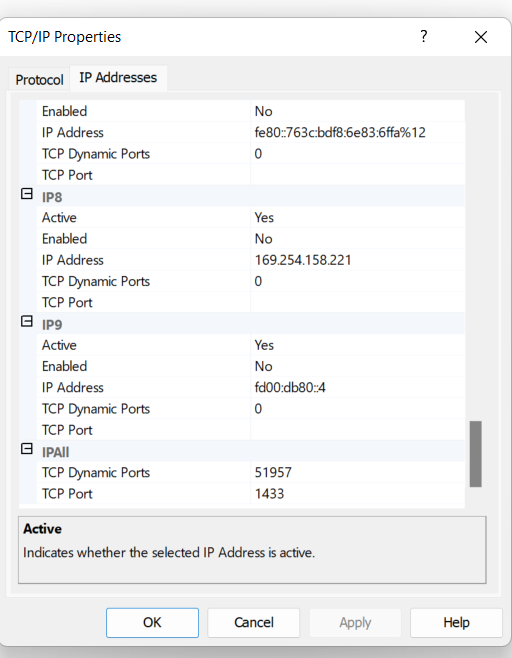 TCP/IP Properties ?
Protocol IP Addresses
Enabled No
IP Address fe80::763c:bdf8:6e83:6ffa%12
TCP Dynamic Ports 0
TCP Port
IP8
Active Yes
Enabled No
IP Address 169.254.158.221
TCP Dynamic Ports 0
TCP Port
IP9
Active Yes
Enabled No
IP Address fd00:db80::4
TCP Dynamic Ports 0
TCP Port
IPAll
TCP Dynamic Ports 51957
TCP Port 1433
Active
Indicates whether the selected IP Address is active.
OK Cancel Apply Help